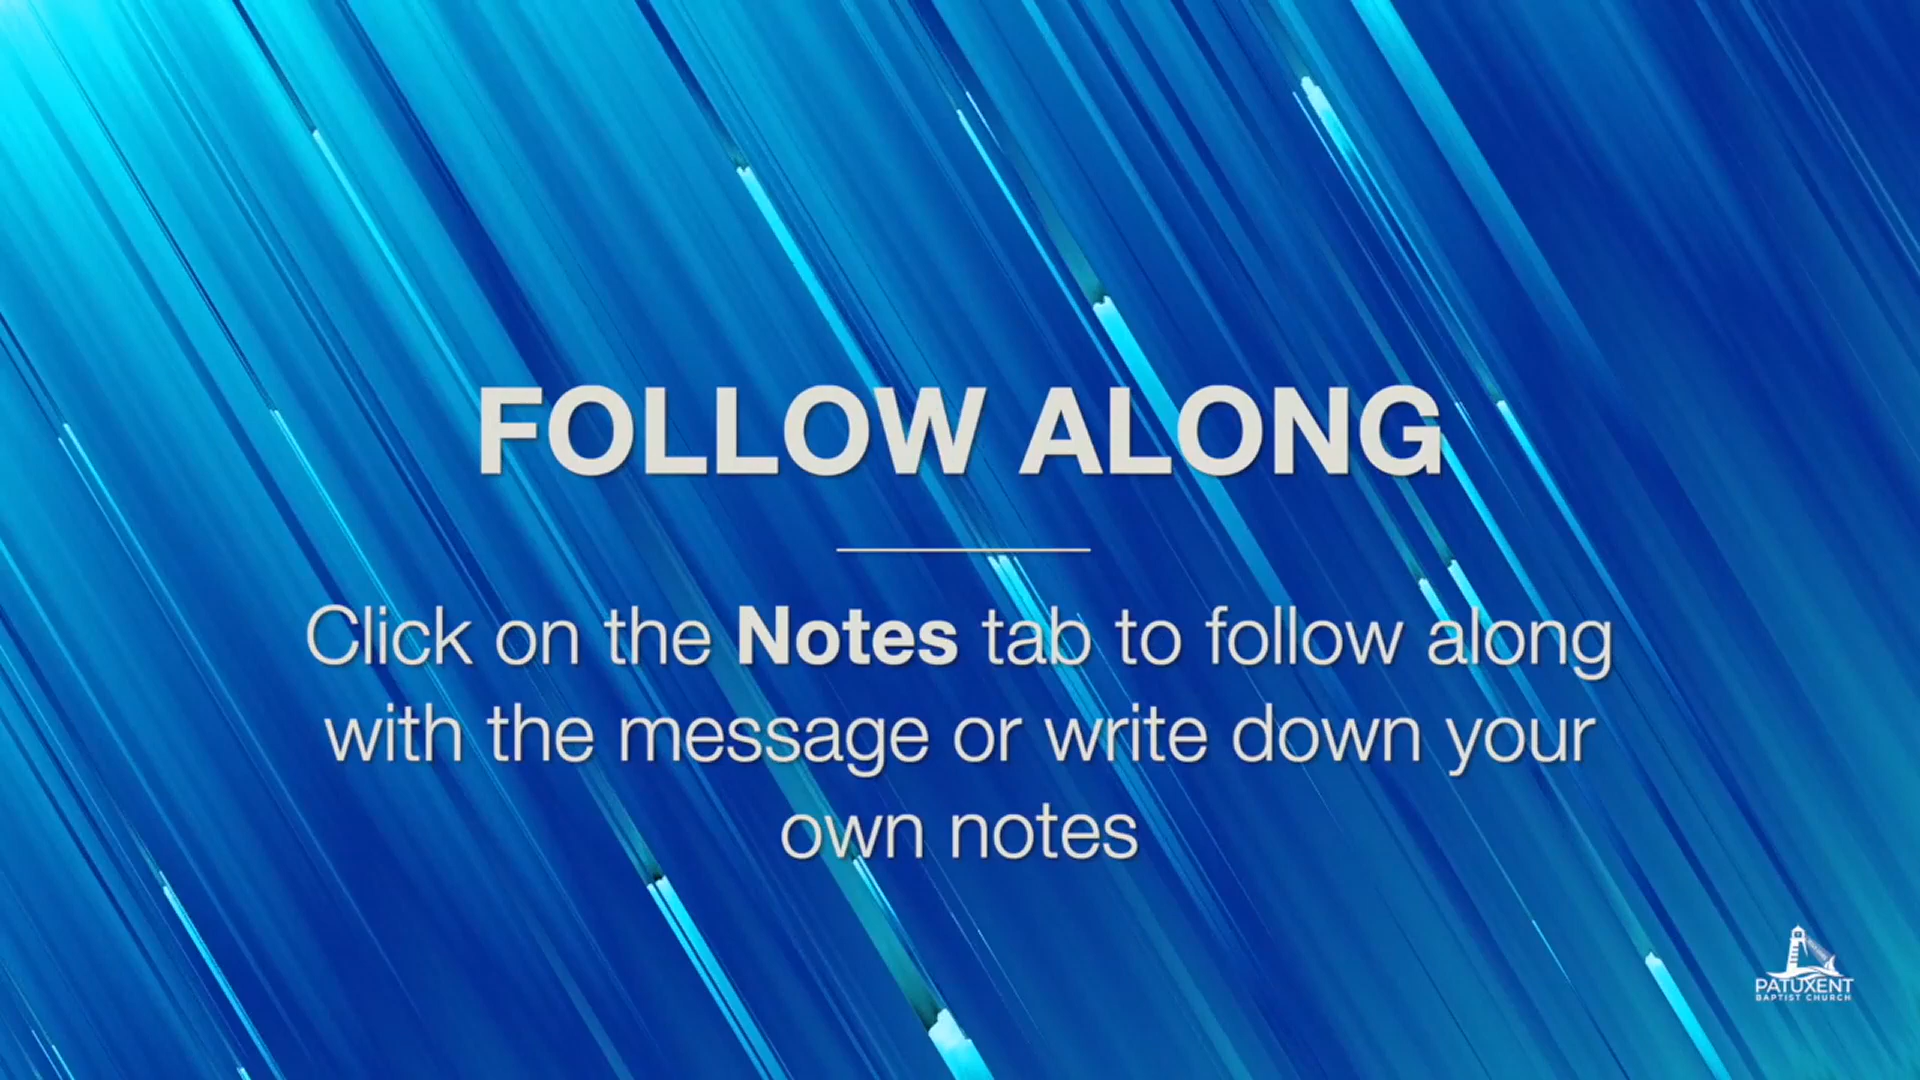 FOLLOW ALONG
Click on the Notes tab to follow along
with the message or write down your
own notes
PATUXENT
BAPTIST CHURCH